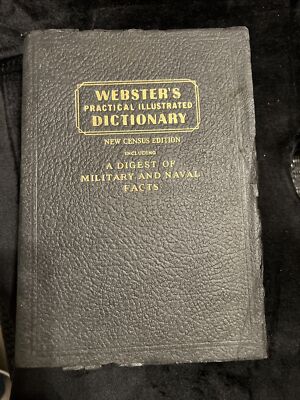 WEBSTER'S
PRACTICAL ILLUSTRATED
DICTIONARY
NEW CENSUS EDITION
INCLUDING
A DIGEST OF
MILITARY AND NAVAL
FACTS